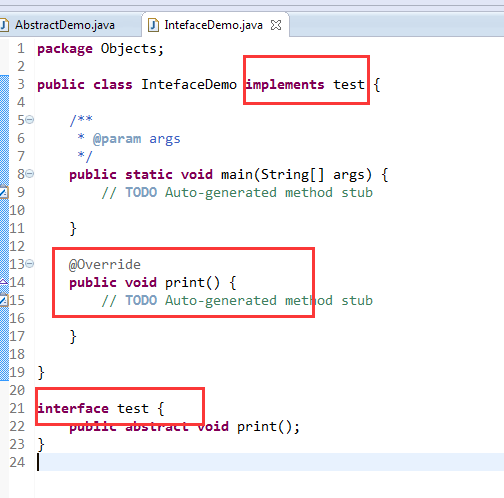 AbstractDemo.java IntefaceDemo.java
1 package Objects;
2
3 public class IntefaceDemo implements test {
4
5 /**
6 * @param args
7 */
8 public static void main(String[] args) {
9 // TODO Auto-generated method stub
10
11 }
12
13 @Override
14 public void print() {
15 // TODO Auto-generated method stub
16
17 }
18
19 }
20
21 interface test {
22 public abstract void print();
23 }
24